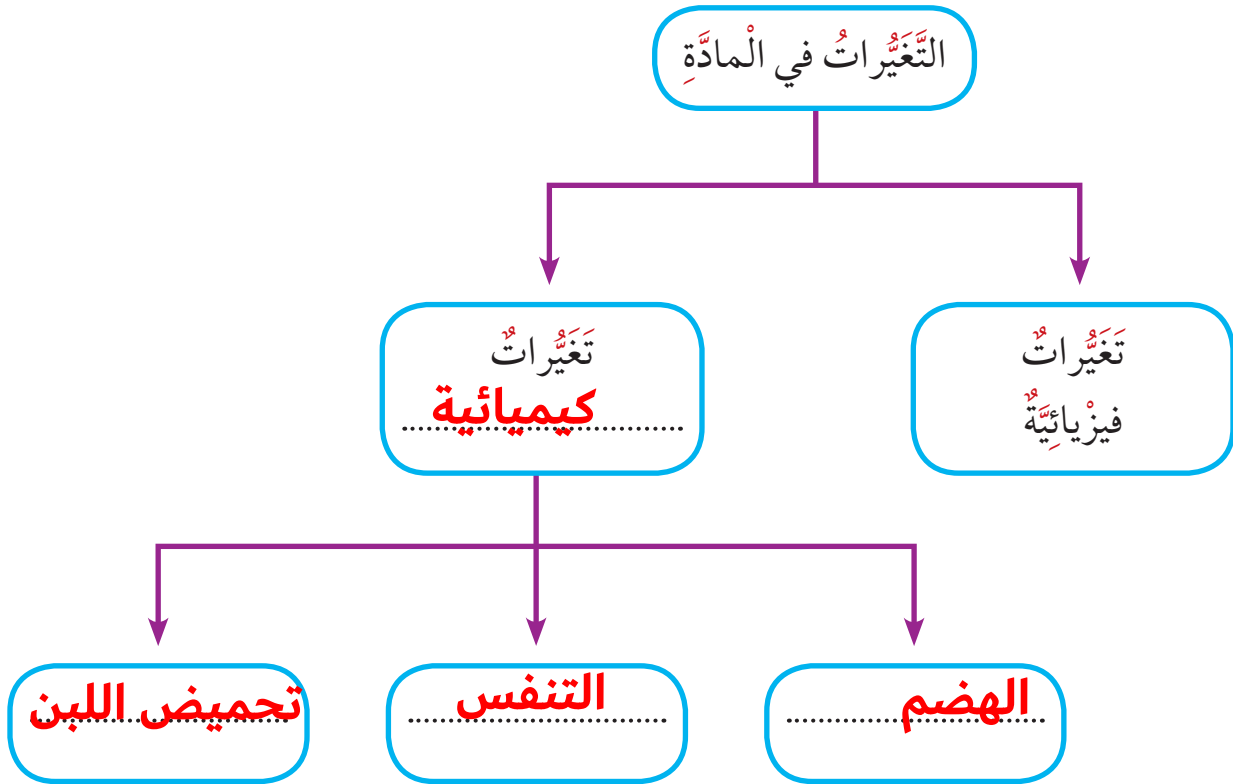 التَّغَيُّراتُ في الْمادَّةِ
تَغَيُّراتٌ
فيزْيائِيَّةٌ
تَغَيُّراتٌ
كيميائية
الهضم
التنفس
تحميض اللبن